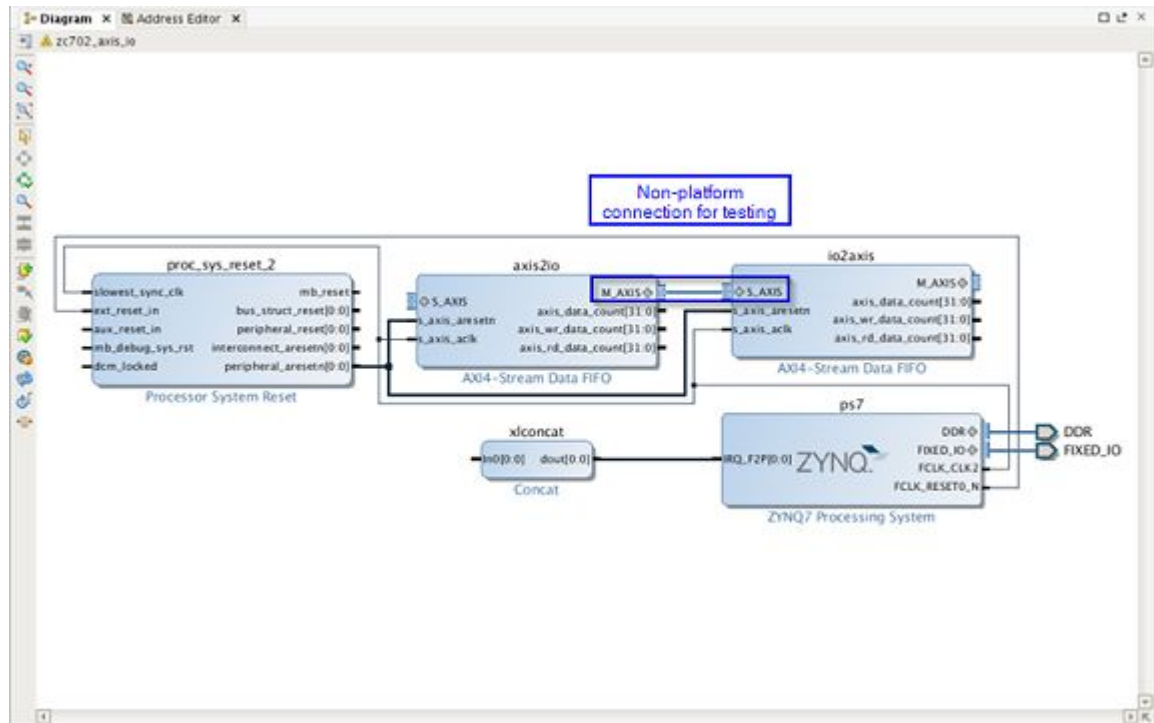 Diagram × Address Editor ×
zc702_axis_io
Non-platform
connection for testing
proc_sys_reset_2
slowest_sync_clk
ext_reset_in
aux_reset_in
mb_debug_sys_rst
dcm_locked
mb_reset
bus_struct_reset[0:0]
peripheral_reset[0:0]
interconnect_aresetn[0:0]
peripheral_aresetn[0:0]
Processor System Reset
axis2io
S_AXIS
s_axis_aresetn
s_axis_aclk
M_AXIS
axis_data_count[31:0]
axis_wr_data_count[31:0]
axis_rd_data_count[31:0]
AXI4-Stream Data FIFO
io2axis
S_AXIS
s_axis_aresetn
s_axis_aclk
M_AXIS
axis_data_count[31:0]
axis_wr_data_count[31:0]
axis_rd_data_count[31:0]
AXI4-Stream Data FIFO
xlconcat
In0[0:0] dout[0:0]
Concat
ps7
IRQ_F2P[0:0]
ZYNQ
DDR
FIXED_IO
FCLK_CLK2
FCLK_RESET0_N
ZYNQ7 Processing System
DDR
FIXED_IO